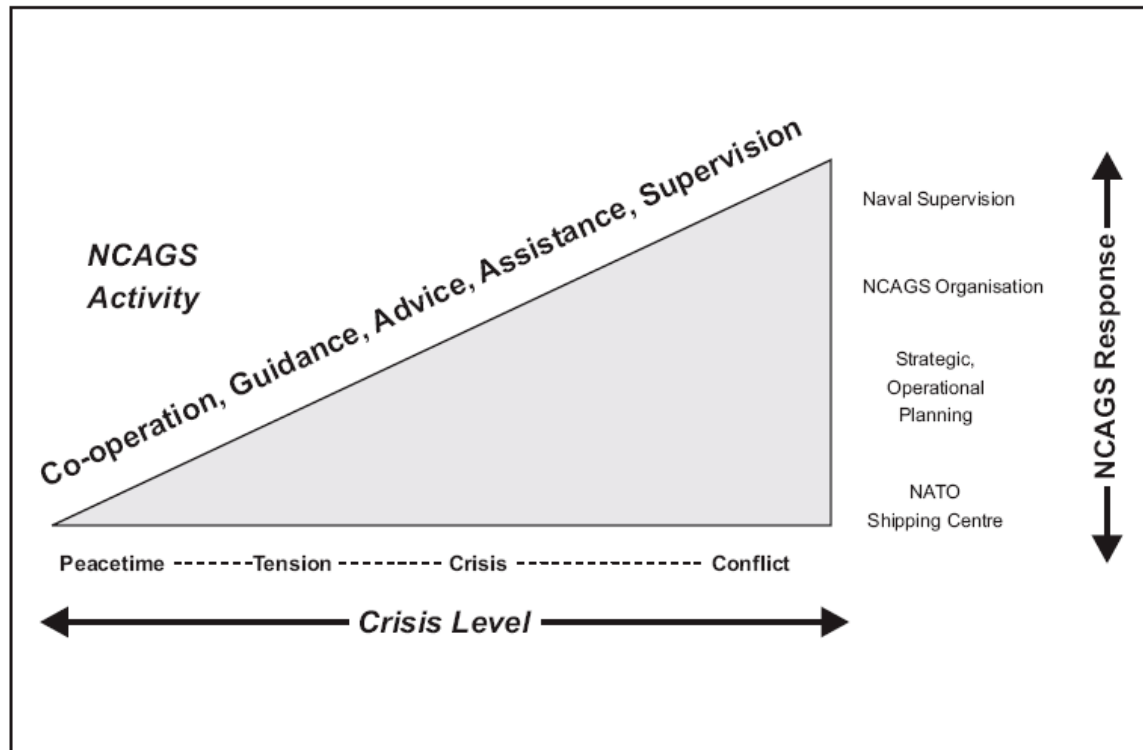 NCAGS
Activity
Co-operation, Guidance, Advice, Assistance, Supervision
Naval Supervision
NCAGS Organisation
Strategic,
Operational
Planning
NATO
Shipping Centre
NCAGS Response
Peacetime ---------- Tension ------------- Crisis ------------------------ Conflict
Crisis Level